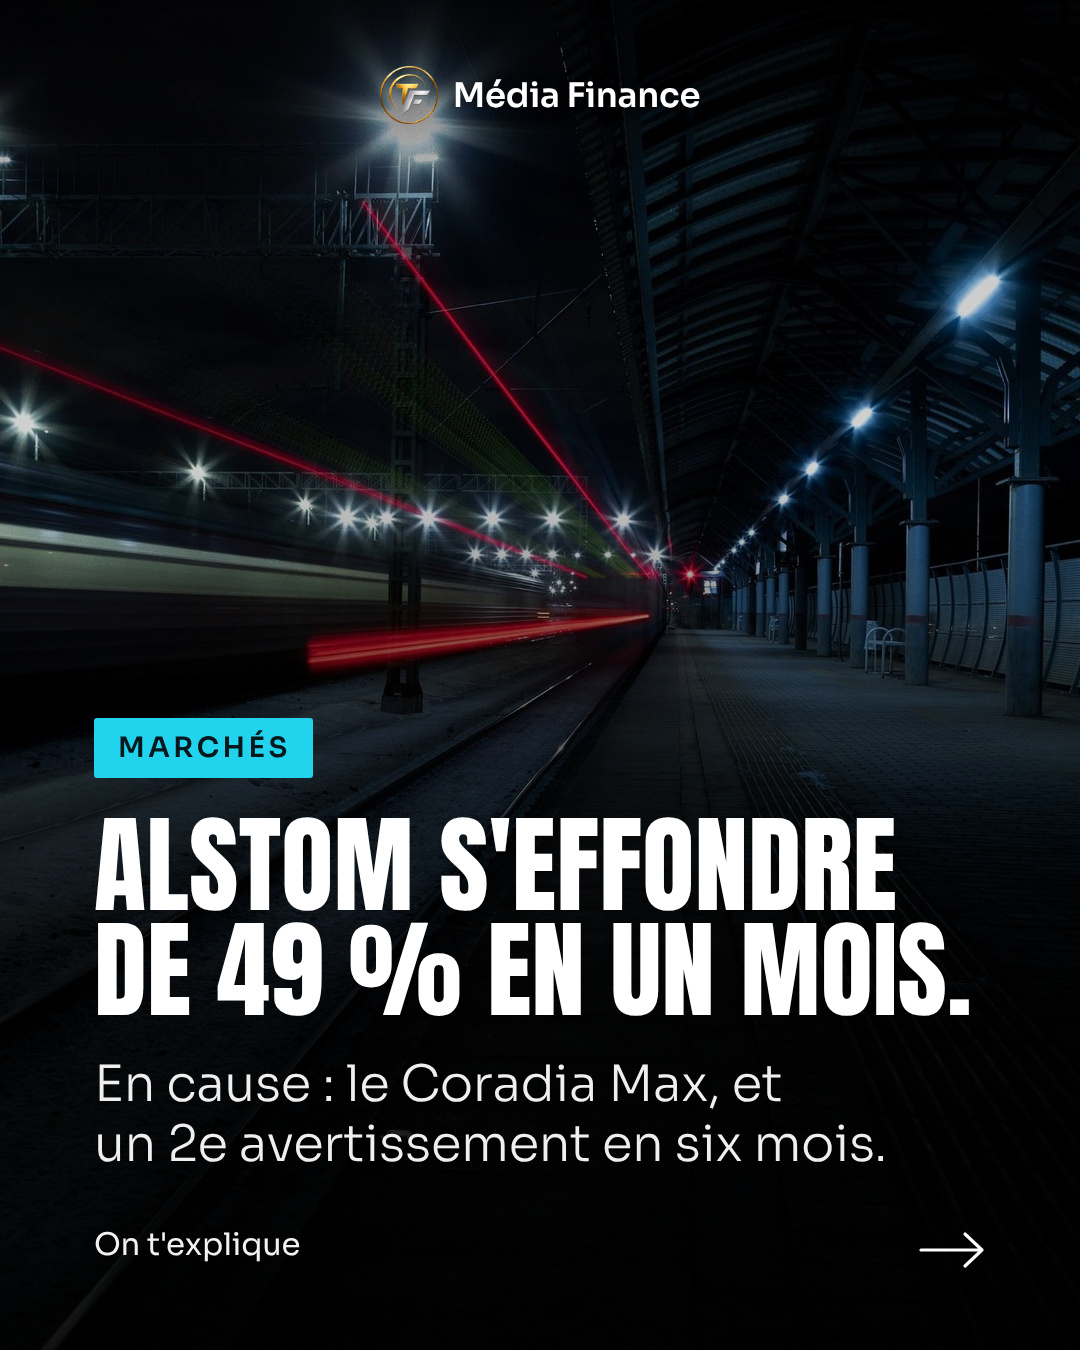 TF Média Finance
MARCHÉS
ALSTOM S'EFFONDRE
DE 49 % EN UN MOIS.
En cause : le Coradia Max, et
un 2e avertissement en six mois.
On t'explique